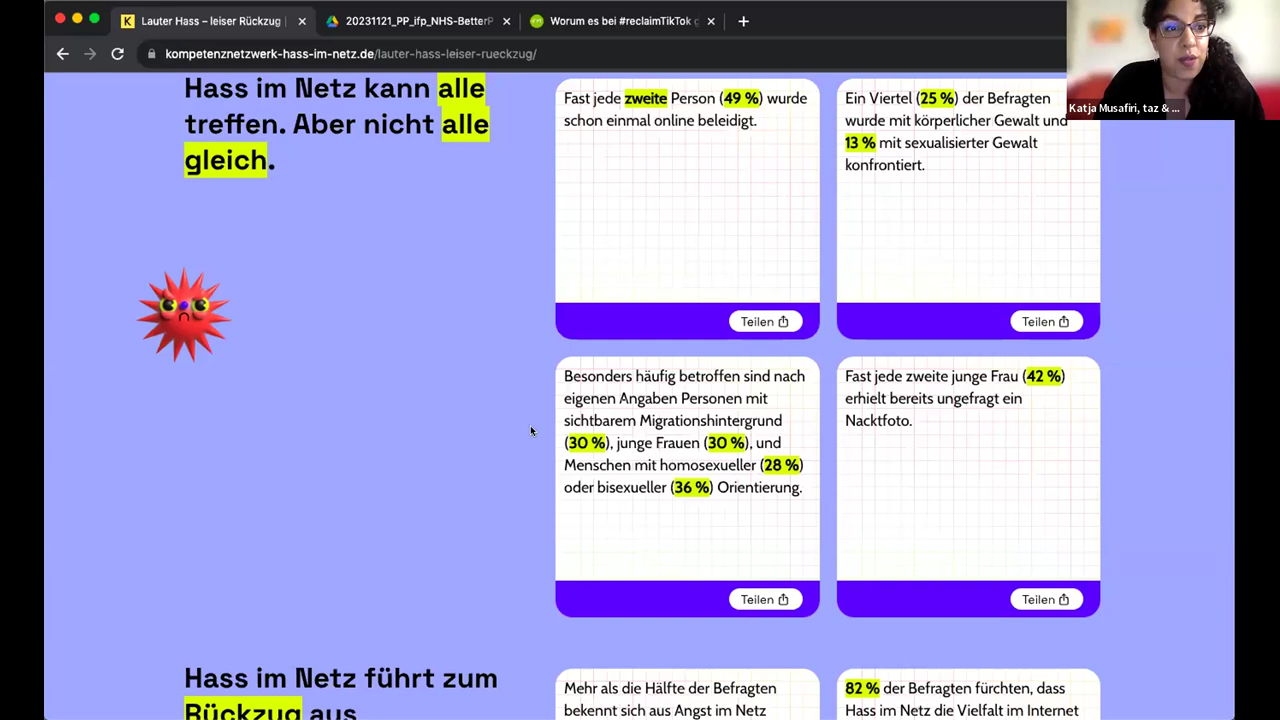 Lauter Hass – leiser Rückzug
20231121_PP_ifp_NHS-BetterP
Worum es bei #reclaimTikTok g
kompetenznetzwerk-hass-im-netz.de/lauter-hass-leiser-rueckzug/
Katja Musafiri, taz & ...
Hass im Netz kann alle
treffen. Aber nicht alle
gleich.
Fast jede zweite Person (49 %) wurde
schon einmal online beleidigt.
Teilen
Ein Viertel (25 %) der Befragten
wurde mit körperlicher Gewalt und
13 % mit sexualisierter Gewalt
konfrontiert.
Teilen
Besonders häufig betroffen sind nach
eigenen Angaben Personen mit
sichtbarem Migrationshintergrund
(30 %), junge Frauen (30 %), und
Menschen mit homosexueller (28 %)
oder bisexueller (36 %) Orientierung.
Teilen
Fast jede zweite junge Frau (42 %)
erhielt bereits ungefragt ein
Nacktfoto.
Teilen
Hass im Netz führt zum
Rückzug aus
Mehr als die Hälfte der Befragten
bekennt sich aus Angst im Netz
82 % der Befragten fürchten, dass
Hass im Netz die Vielfalt im Internet